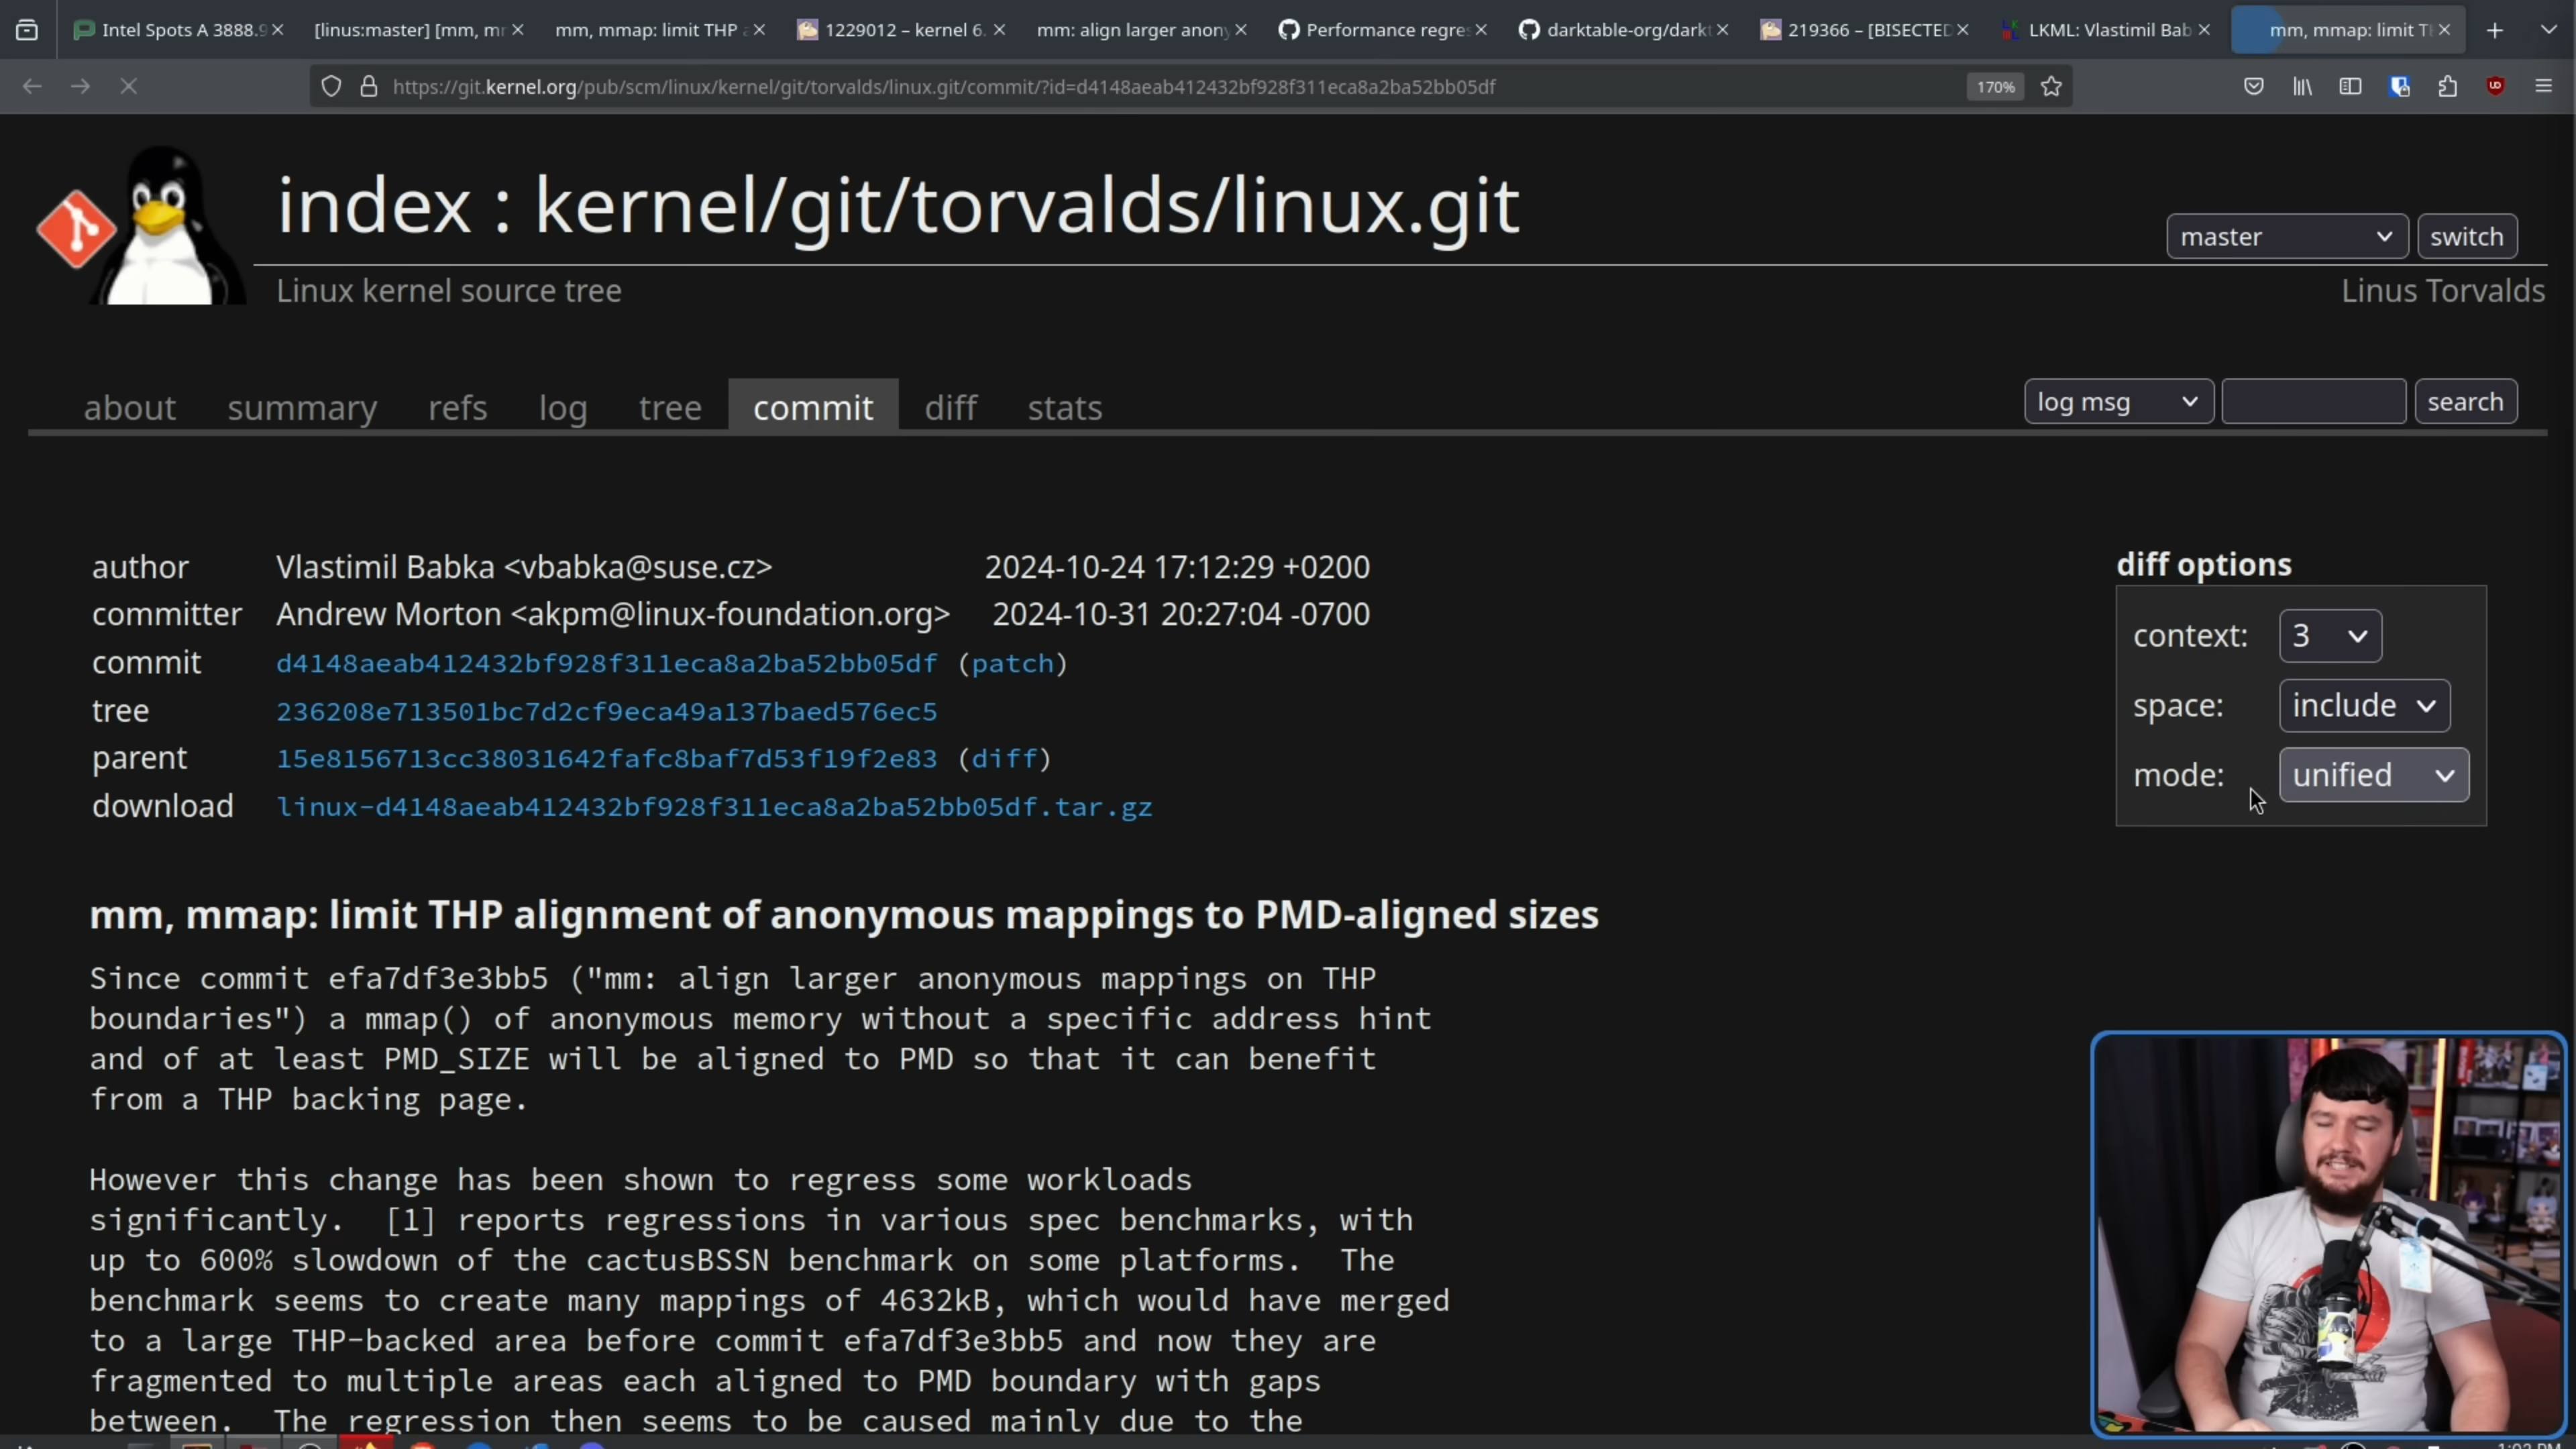 Intel Spots A 3888.9
[linus:master] [mm, mr
mm, mmap: limit THP a
1229012 – kernel 6.
mm: align larger anony
Performance regres
darktable-org/darkt
219366 – [BISECTED
LKML: Vlastimil Bab
mm, mmap: limit T
https://git.kernel.org/pub/scm/linux/kernel/git/torvalds/linux.git/commit/?id=d4148aeab412432bf928f311eca8a2ba52bb05df
170%
index : kernel/git/torvalds/linux.git
master
switch
Linux kernel source tree
Linus Torvalds
about summary refs log tree commit diff stats
log msg
search
author Vlastimil Babka <vbabka@suse.cz> 2024-10-24 17:12:29 +0200
committer Andrew Morton <akpm@linux-foundation.org> 2024-10-31 20:27:04 -0700
commit d4148aeab412432bf928f311eca8a2ba52bb05df (patch)
tree 236208e713501bc7d2cf9eca49a137baed576ec5
parent 15e8156713cc38031642fafc8baf7d53f19f2e83 (diff)
download linux-d4148aeab412432bf928f311eca8a2ba52bb05df.tar.gz
diff options
context: 3
space: include
mode: unified
mm, mmap: limit THP alignment of anonymous mappings to PMD-aligned sizes
Since commit efa7df3e3bb5 ("mm: align larger anonymous mappings on THP
boundaries") a mmap() of anonymous memory without a specific address hint
and of at least PMD_SIZE will be aligned to PMD so that it can benefit
from a THP backing page.
However this change has been shown to regress some workloads
significantly. [1] reports regressions in various spec benchmarks, with
up to 600% slowdown of the cactusBSSN benchmark on some platforms. The
benchmark seems to create many mappings of 4632kB, which would have merged
to a large THP-backed area before commit efa7df3e3bb5 and now they are
fragmented to multiple areas each aligned to PMD boundary with gaps
between. The regression then seems to be caused mainly due to the